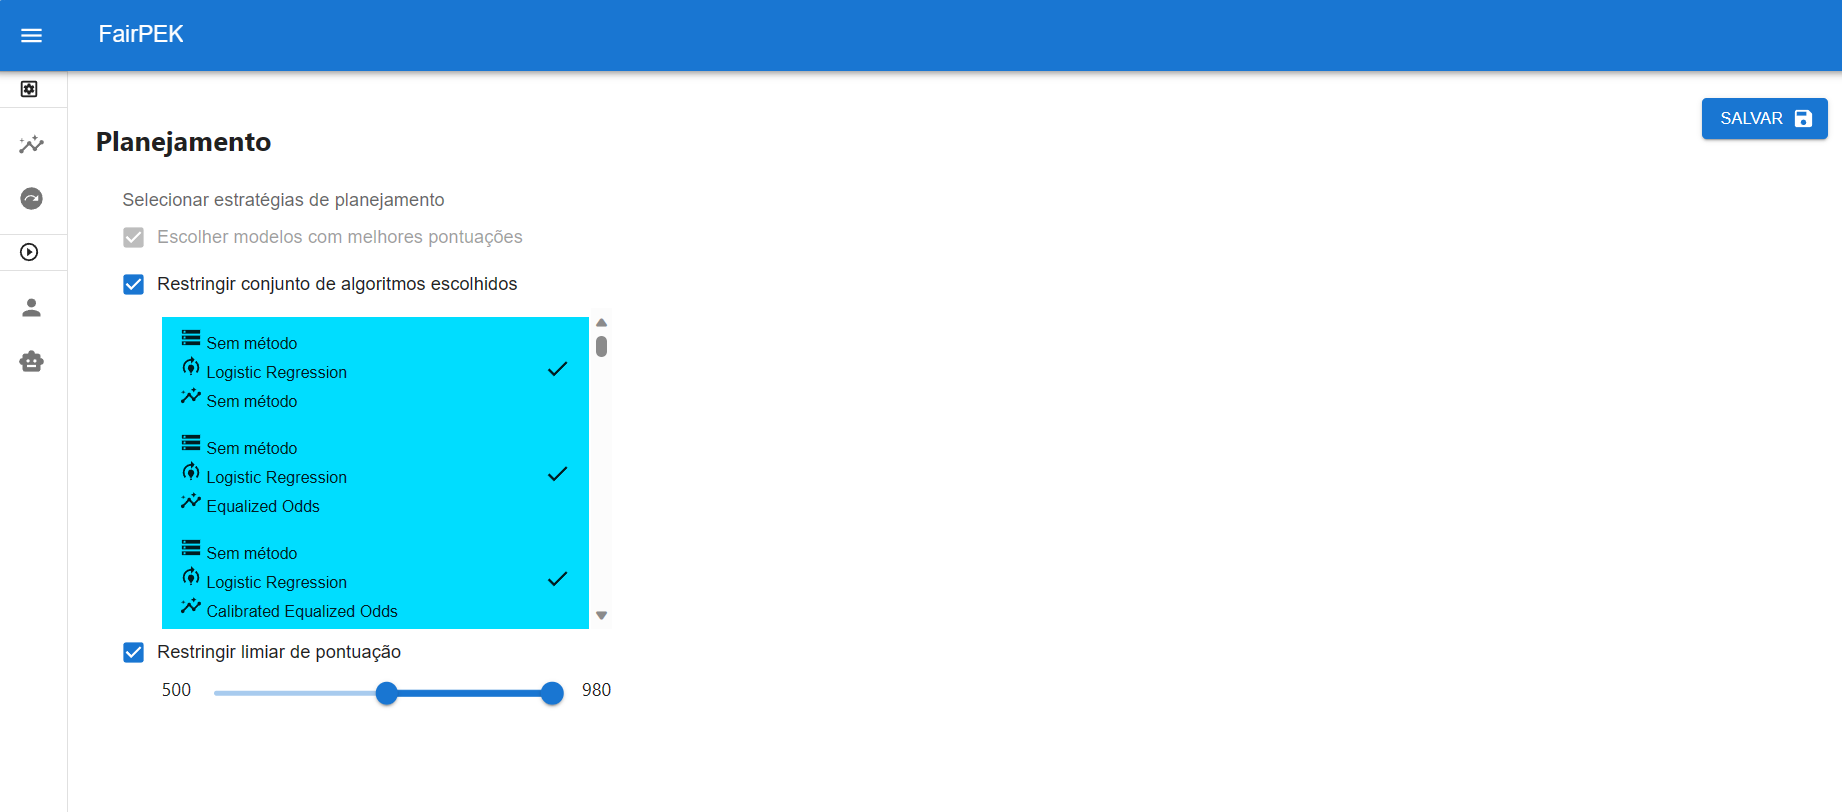 FairPEK
SALVAR
Planejamento
Selecionar estratégias de planejamento
Escolher modelos com melhores pontuações
Restringir conjunto de algoritmos escolhidos
Sem método
Logistic Regression
Sem método
Sem método
Logistic Regression
Equalized Odds
Sem método
Logistic Regression
Calibrated Equalized Odds
Restringir limiar de pontuação
500 980